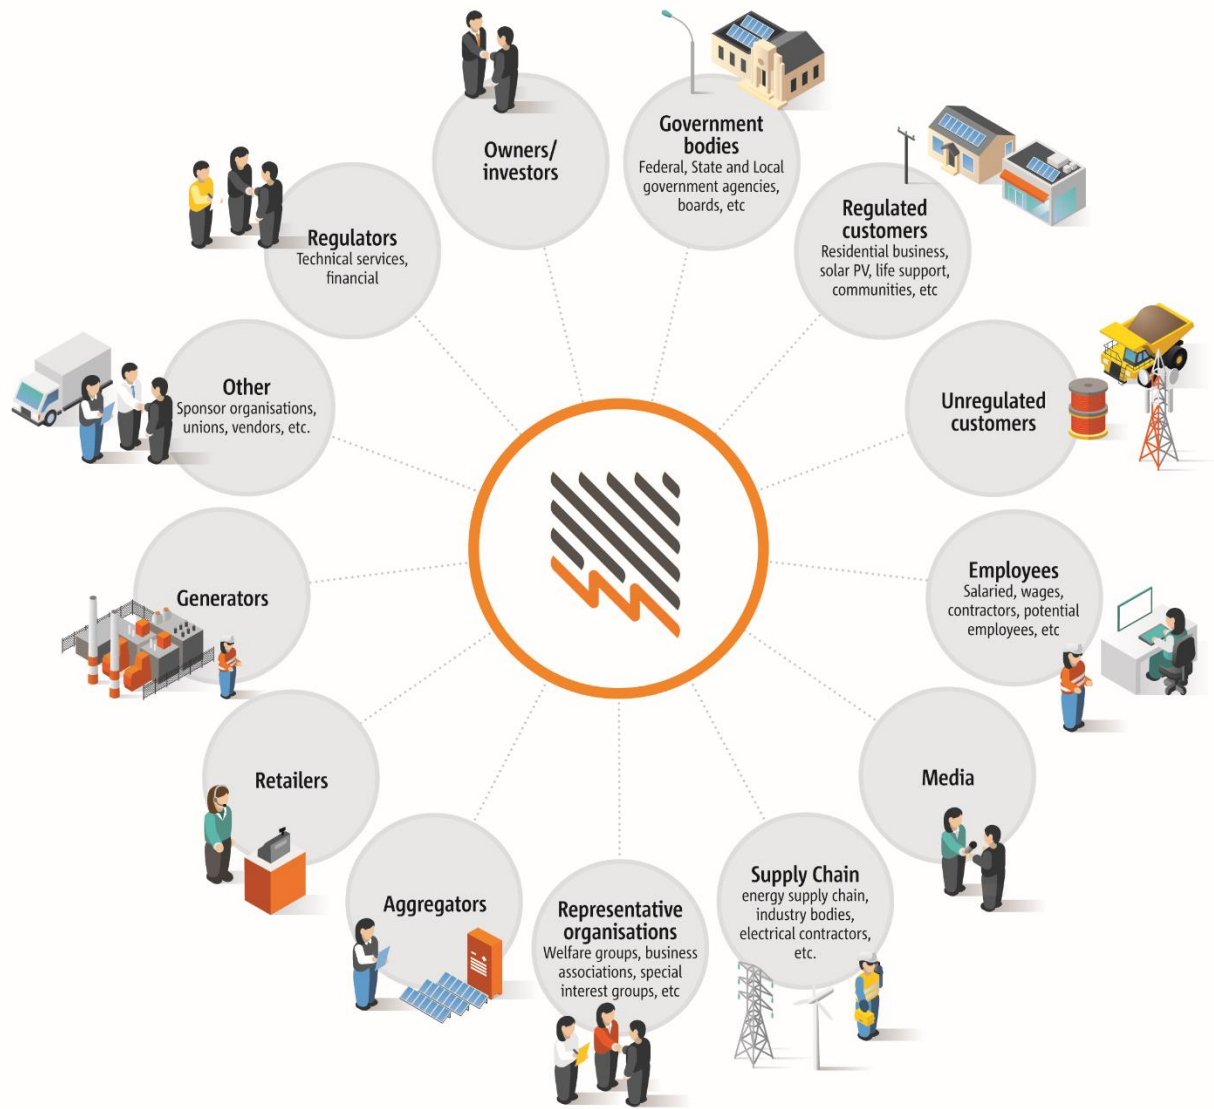 Owners/
investors
Government
bodies
Federal, State and Local
government agencies,
boards, etc
Regulated
customers
Residential business,
solar PV, life support,
communities, etc
Unregulated
customers
Employees
Salaried, wages,
contractors, potential
employees, etc
Media
Supply Chain
energy supply chain,
industry bodies,
electrical contractors,
etc.
Representative
organisations
Welfare groups, business
associations, special
interest groups, etc
Aggregators
Retailers
Generators
Other
Sponsor organisations,
unions, vendors, etc.
Regulators
Technical services,
financial